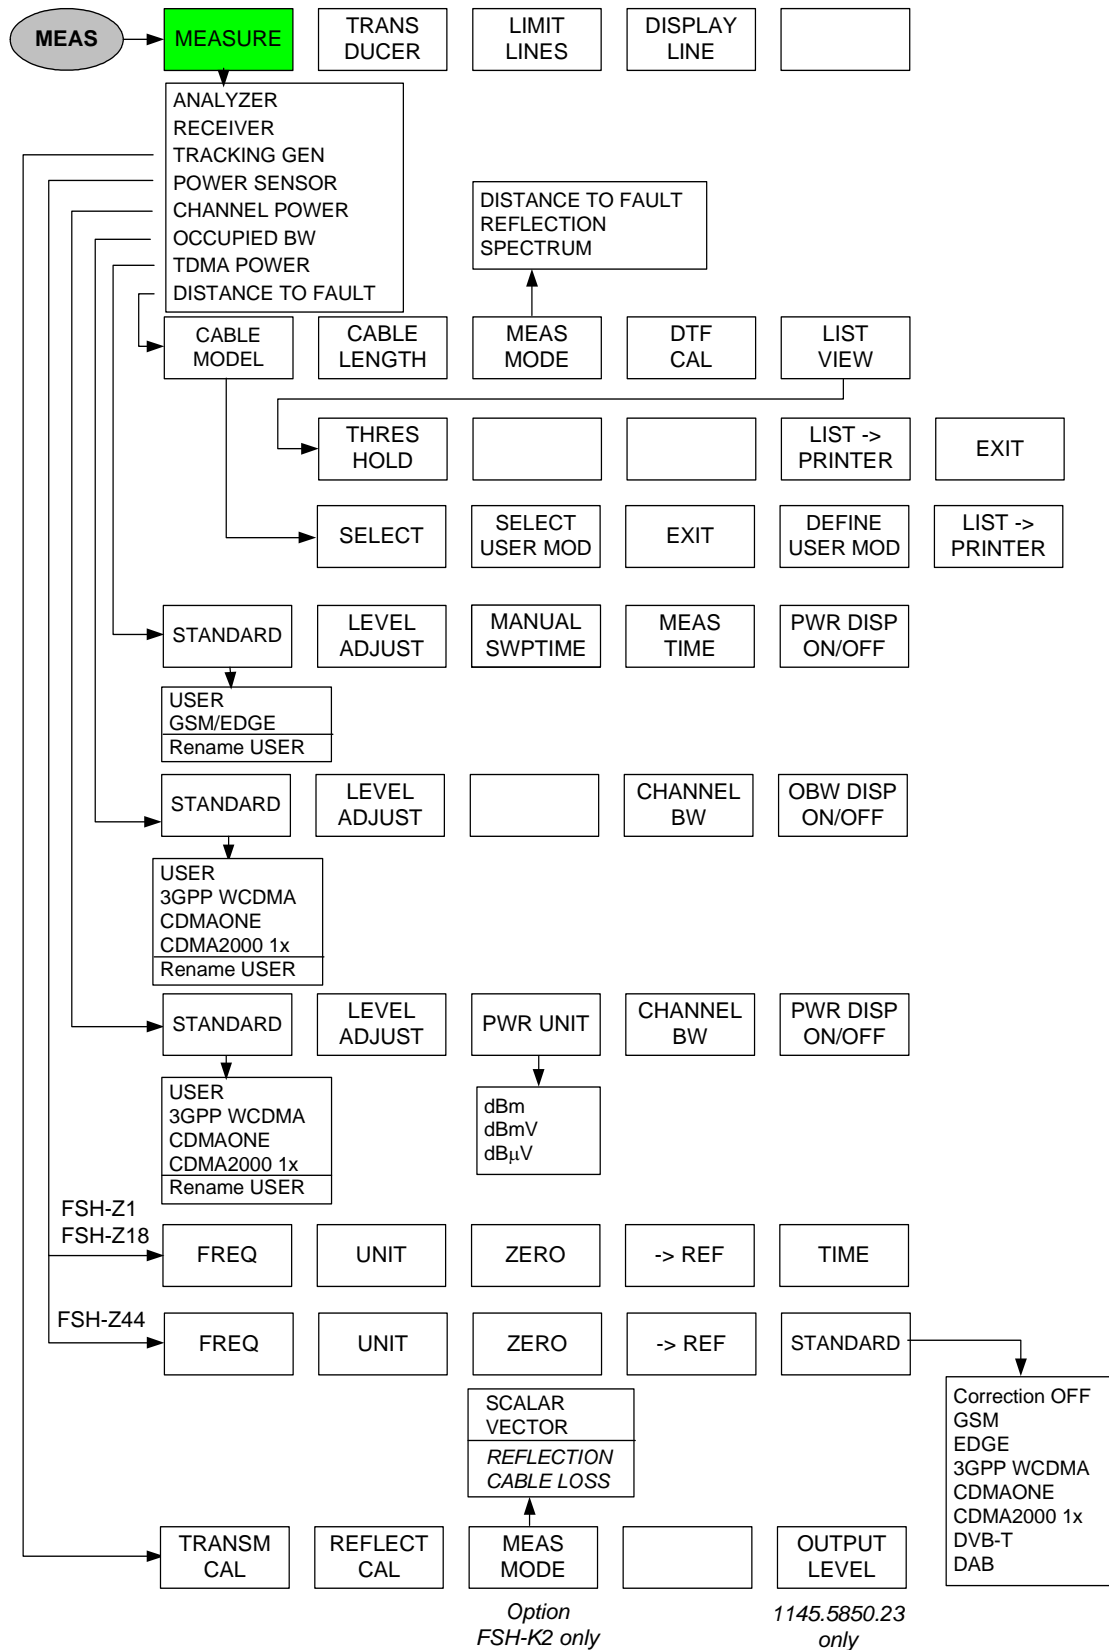 MEAS
MEASURE
TRANS
DUCER
LIMIT
LINES
DISPLAY
LINE
ANALYZER
RECEIVER
TRACKING GEN
POWER SENSOR
CHANNEL POWER
OCCUPIED BW
TDMA POWER
DISTANCE TO FAULT
DISTANCE TO FAULT
REFLECTION
SPECTRUM
CABLE
MODEL
CABLE
LENGTH
MEAS
MODE
DTF
CAL
LIST
VIEW
THRES
HOLD
LIST ->
PRINTER
EXIT
SELECT
SELECT
USER MOD
EXIT
DEFINE
USER MOD
LIST ->
PRINTER
STANDARD
LEVEL
ADJUST
MANUAL
SWPTIME
MEAS
TIME
PWR DISP
ON/OFF
USER
GSM/EDGE
Rename USER
STANDARD
LEVEL
ADJUST
CHANNEL
BW
OBW DISP
ON/OFF
USER
3GPP WCDMA
CDMAONE
CDMA2000 1x
Rename USER
STANDARD
LEVEL
ADJUST
PWR UNIT
CHANNEL
BW
PWR DISP
ON/OFF
USER
3GPP WCDMA
CDMAONE
CDMA2000 1x
Rename USER
dBm
dBmV
dBµV
FSH-Z1
FSH-Z18
FREQ
UNIT
ZERO
-> REF
TIME
FSH-Z44
FREQ
UNIT
ZERO
-> REF
STANDARD
Correction OFF
GSM
EDGE
3GPP WCDMA
CDMAONE
CDMA2000 1x
DVB-T
DAB
SCALAR
VECTOR
REFLECTION
CABLE LOSS
TRANSM
CAL
REFLECT
CAL
MEAS
MODE
OUTPUT
LEVEL
Option
FSH-K2 only
1145.5850.23
only